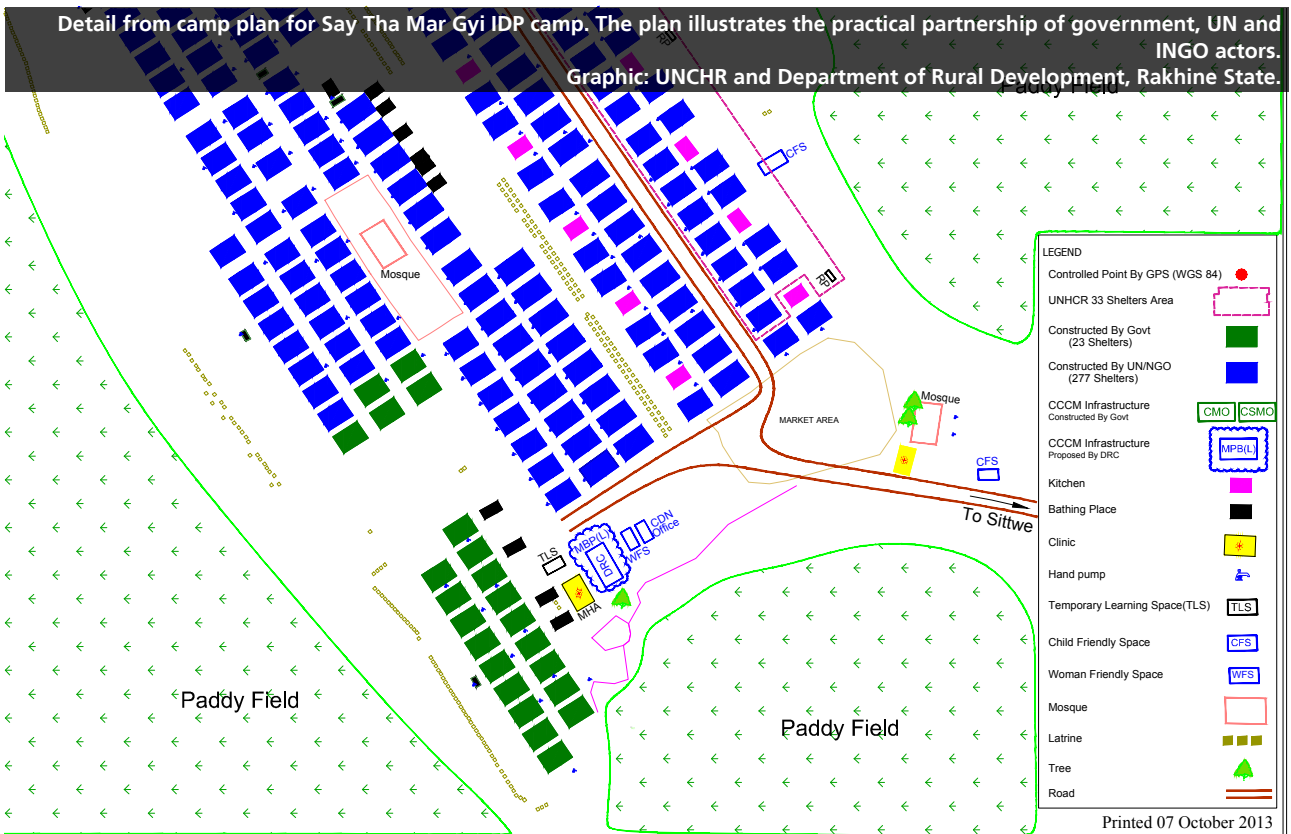 Detail from camp plan for Say Tha Mar Gyi IDP camp. The plan illustrates the practical partnership of government, UN and
INGO actors.
Graphic: UNCHR and Department of Rural Development, Rakhine State.
RP
Paddy Field
CFS
Mosque
RP
MARKET AREA
Mosque
CFS
To Sittwe
TLS
MBP(L)
DRC
WFS
CDN
Office
MHA
Paddy Field
Paddy Field
LEGEND
Controlled Point By GPS (WGS 84)
UNHCR 33 Shelters Area
Constructed By Govt
(23 Shelters)
Constructed By UN/NGO
(277 Shelters)
CCCM Infrastructure
Constructed By Govt
CMO CSMO
CCCM Infrastructure
Proposed By DRC
MPB(L)
Kitchen
Bathing Place
Clinic
Hand pump
Temporary Learning Space(TLS) TLS
Child Friendly Space CFS
Woman Friendly Space WFS
Mosque
Latrine
Tree
Road
Printed 07 October 2013